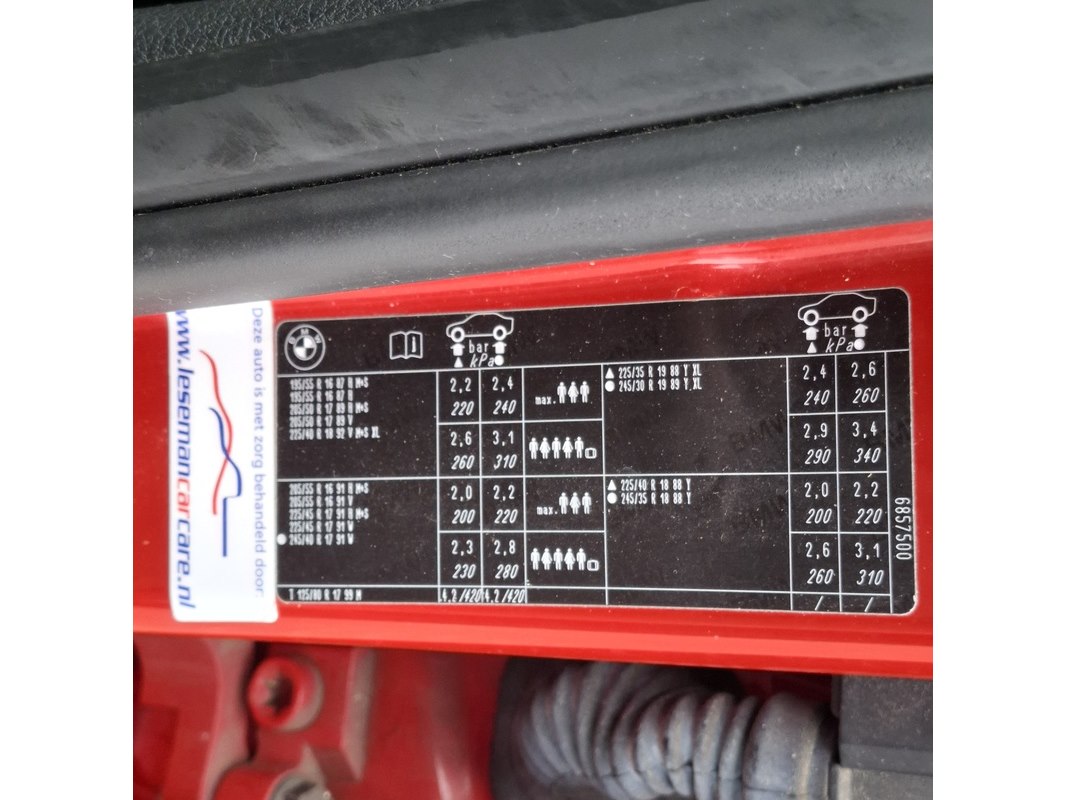 Deze auto is met zorg behandeld door:
www.lesemancarcare.nl
BMW
bar
kPa
bar
kPa
195/55 R 16 87 H M+S
195/55 R 16 87 H
205/50 R 17 89 H M+S
205/50 R 17 89 V
225/40 R 18 92 V M+S XL
2,2 2,4
220 240
max.
2,6 3,1
260 310
225/35 R 19 88 Y XL
245/30 R 19 89 Y XL
2,4 2,6
240 260
2,9 3,4
290 340
205/55 R 16 91 H M+S
205/55 R 16 91 V
225/45 R 17 91 H M+S
225/45 R 17 91 W
245/40 R 17 91 W
2,0 2,2
200 220
max.
2,3 2,8
230 280
225/40 R 18 88 Y
245/35 R 18 88 Y
2,0 2,2
200 220
2,6 3,1
260 310
T 125/80 R 17 99 M
4,2/420 4,2/420
/ /
6857500